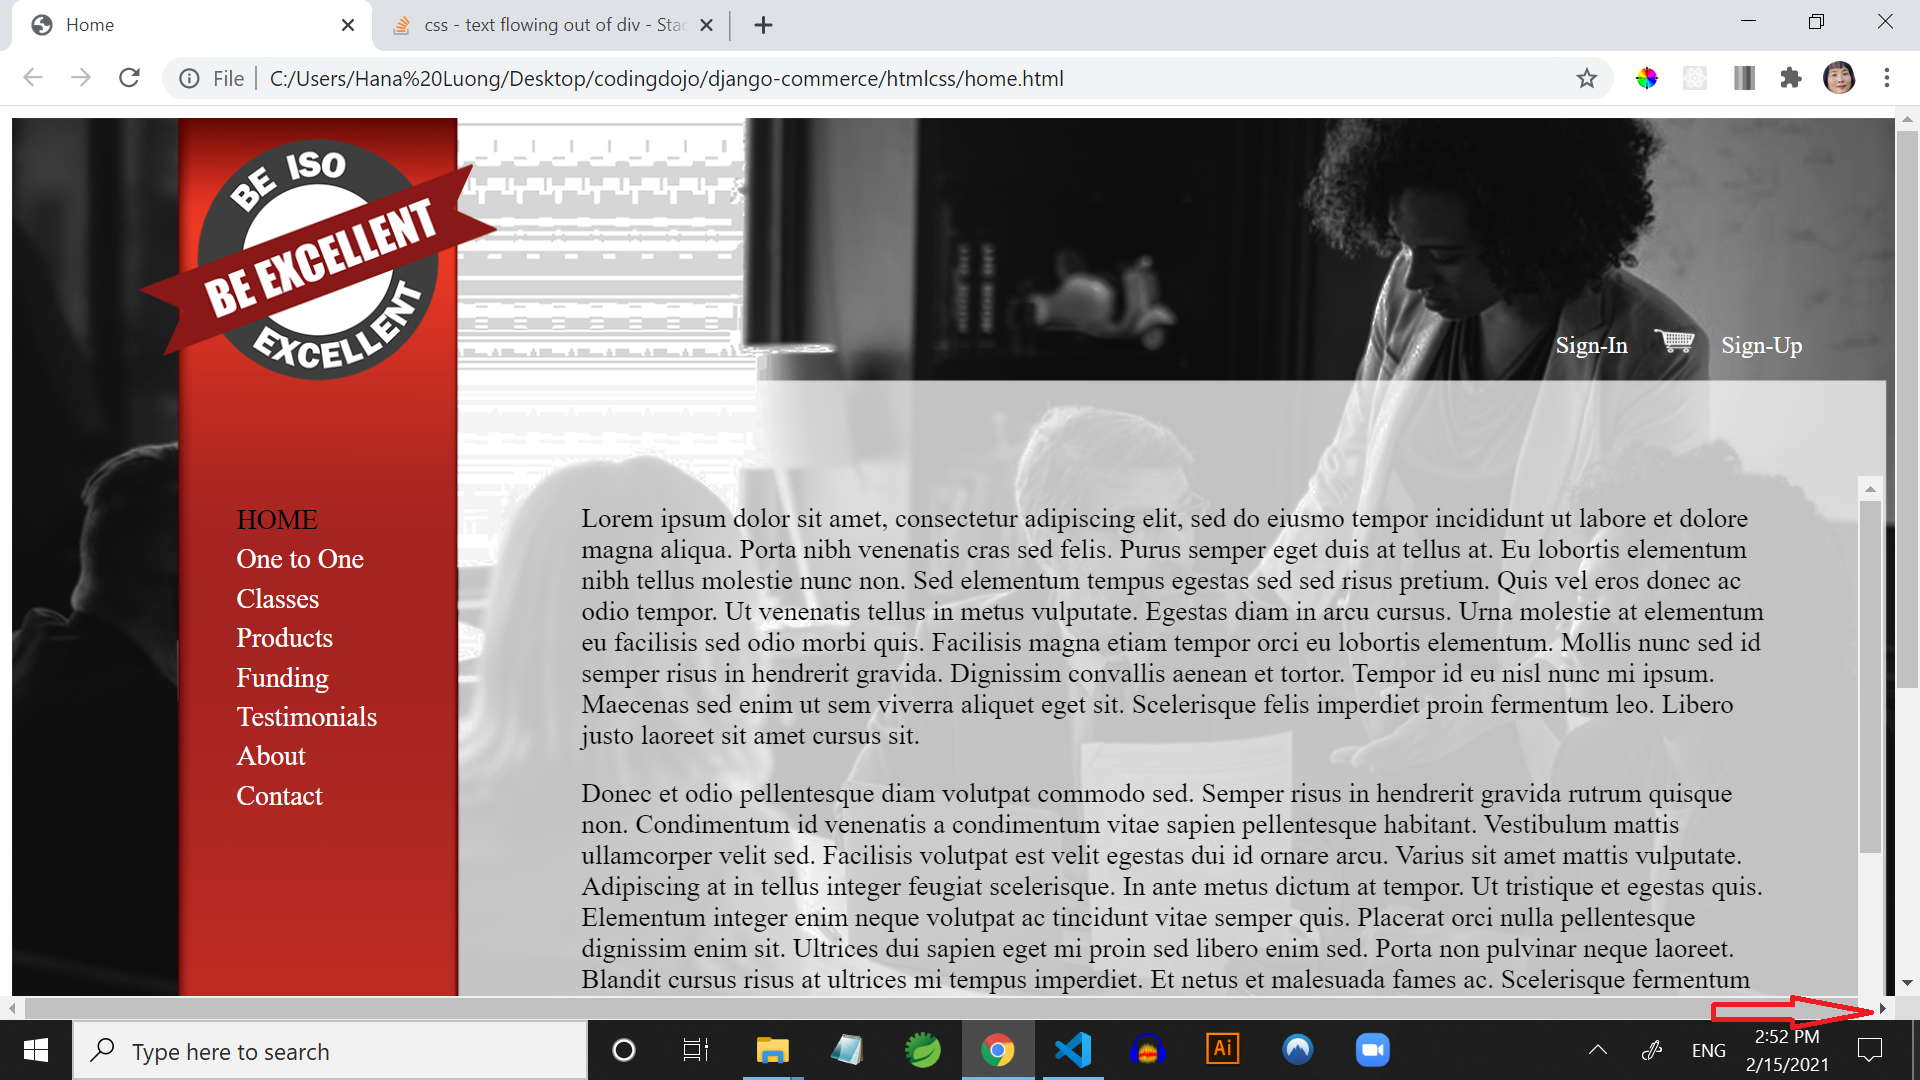 Home
css - text flowing out of div - Stac
File
C:/Users/Hana%20Luong/Desktop/codingdojo/django-commerce/htmlcss/home.html
BE ISO
BE EXCELLENT
EXCELLENT
Sign-In
Sign-Up
HOME
One to One
Classes
Products
Funding
Testimonials
About
Contact
Lorem ipsum dolor sit amet, consectetur adipiscing elit, sed do eiusmo tempor incididunt ut labore et dolore
magna aliqua. Porta nibh venenatis cras sed felis. Purus semper eget duis at tellus at. Eu lobortis elementum
nibh tellus molestie nunc non. Sed elementum tempus egestas sed sed risus pretium. Quis vel eros donec ac
odio tempor. Ut venenatis tellus in metus vulputate. Egestas diam in arcu cursus. Urna molestie at elementum
eu facilisis sed odio morbi quis. Facilisis magna etiam tempor orci eu lobortis elementum. Mollis nunc sed id
semper risus in hendrerit gravida. Dignissim convallis aenean et tortor. Tempor id eu nisl nunc mi ipsum.
Maecenas sed enim ut sem viverra aliquet eget sit. Scelerisque felis imperdiet proin fermentum leo. Libero
justo laoreet sit amet cursus sit.
Donec et odio pellentesque diam volutpat commodo sed. Semper risus in hendrerit gravida rutrum quisque
non. Condimentum id venenatis a condimentum vitae sapien pellentesque habitant. Vestibulum mattis
ullamcorper velit sed. Facilisis volutpat est velit egestas dui id ornare arcu. Varius sit amet mattis vulputate.
Adipiscing at in tellus integer feugiat scelerisque. In ante metus dictum at tempor. Ut tristique et egestas quis.
Elementum integer enim neque volutpat ac tincidunt vitae semper quis. Placerat orci nulla pellentesque
dignissim enim sit. Ultrices dui sapien eget mi proin sed libero enim sed. Porta non pulvinar neque laoreet.
Blandit cursus risus at ultrices mi tempus imperdiet. Et netus et malesuada fames ac. Scelerisque fermentum
Type here to search
Ai
ENG
2:52 PM
2/15/2021